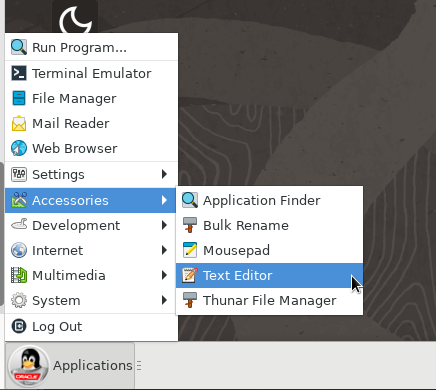 Run Program...
Terminal Emulator
File Manager
Mail Reader
Web Browser
Settings
Accessories
Development
Internet
Multimedia
System
Log Out
Application Finder
Bulk Rename
Mousepad
Text Editor
Thunar File Manager
ORACLE
Applications